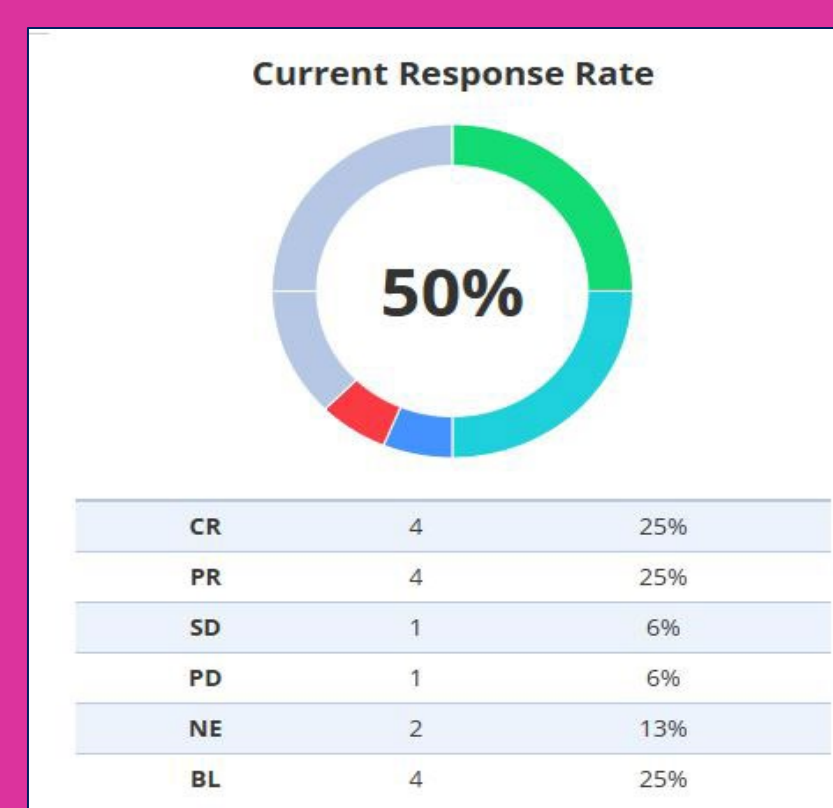 Current Response Rate
50%
CR 4 25%
PR 4 25%
SD 1 6%
PD 1 6%
NE 2 13%
BL 4 25%